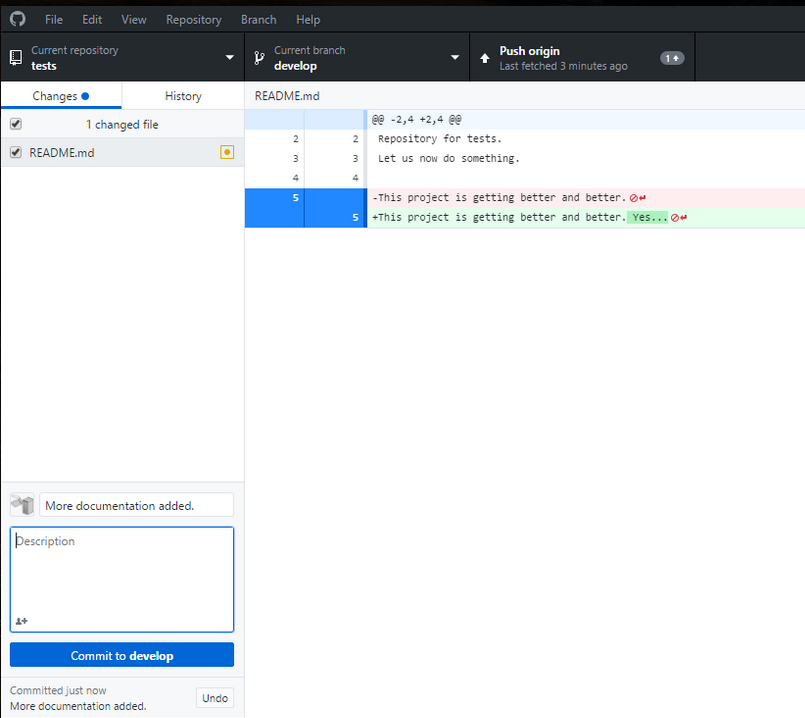 File Edit View Repository Branch Help
Current repository
tests
Current branch
develop
Push origin
Last fetched 3 minutes ago
1
Changes
History
README.md
1 changed file
README.md
@@ -2,4 +2,4 @@
2 2 Repository for tests.
3 3 Let us now do something.
4 4
5 -This project is getting better and better.
5 +This project is getting better and better. Yes...
More documentation added.
Description
Commit to develop
Committed just now
More documentation added.
Undo